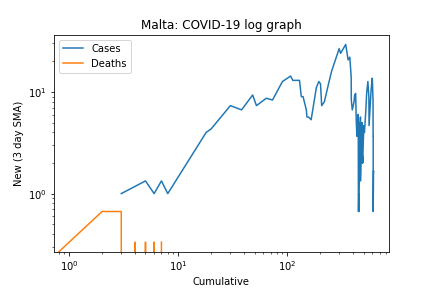 Malta: COVID-19 log graph
Cases
Deaths
New (3 day SMA)
10¹
10⁰
10⁰ 10¹ 10²
Cumulative